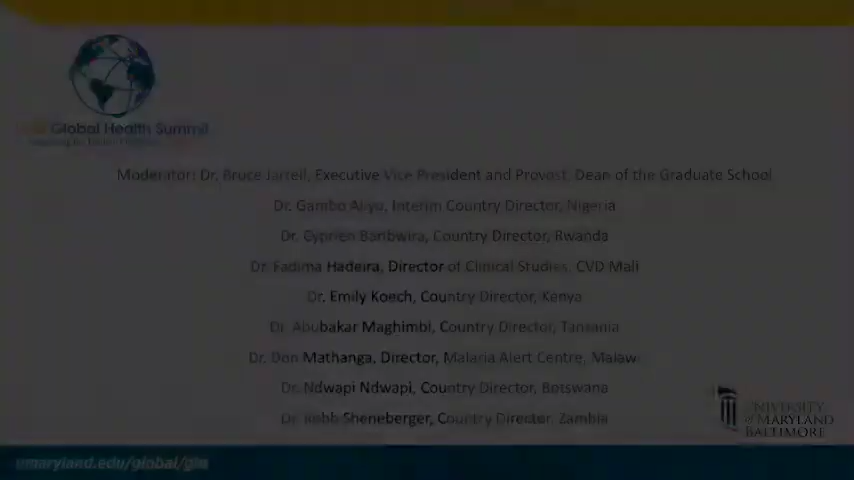 Global Health Summit
Moderator: Dr. Bruce Jarrell, Executive Vice President and Provost, Dean of the Graduate School
Dr. Gambo Aliyu, Interim Country Director, Nigeria
Dr. Cyprien Baribwira, Country Director, Rwanda
Dr. Fadima Hadeira, Director of Clinical Studies, CVD Mali
Dr. Emily Koech, Country Director, Kenya
Dr. Abubakar Maghimbi, Country Director, Tanzania
Dr. Don Mathanga, Director, Malaria Alert Centre, Malawi
Dr. Ndwapi Ndwapi, Country Director, Botswana
Dr. Robb Sheneberger, Country Director, Zambia
UNIVERSITY
of MARYLAND
BALTIMORE
umaryland.edu/global/